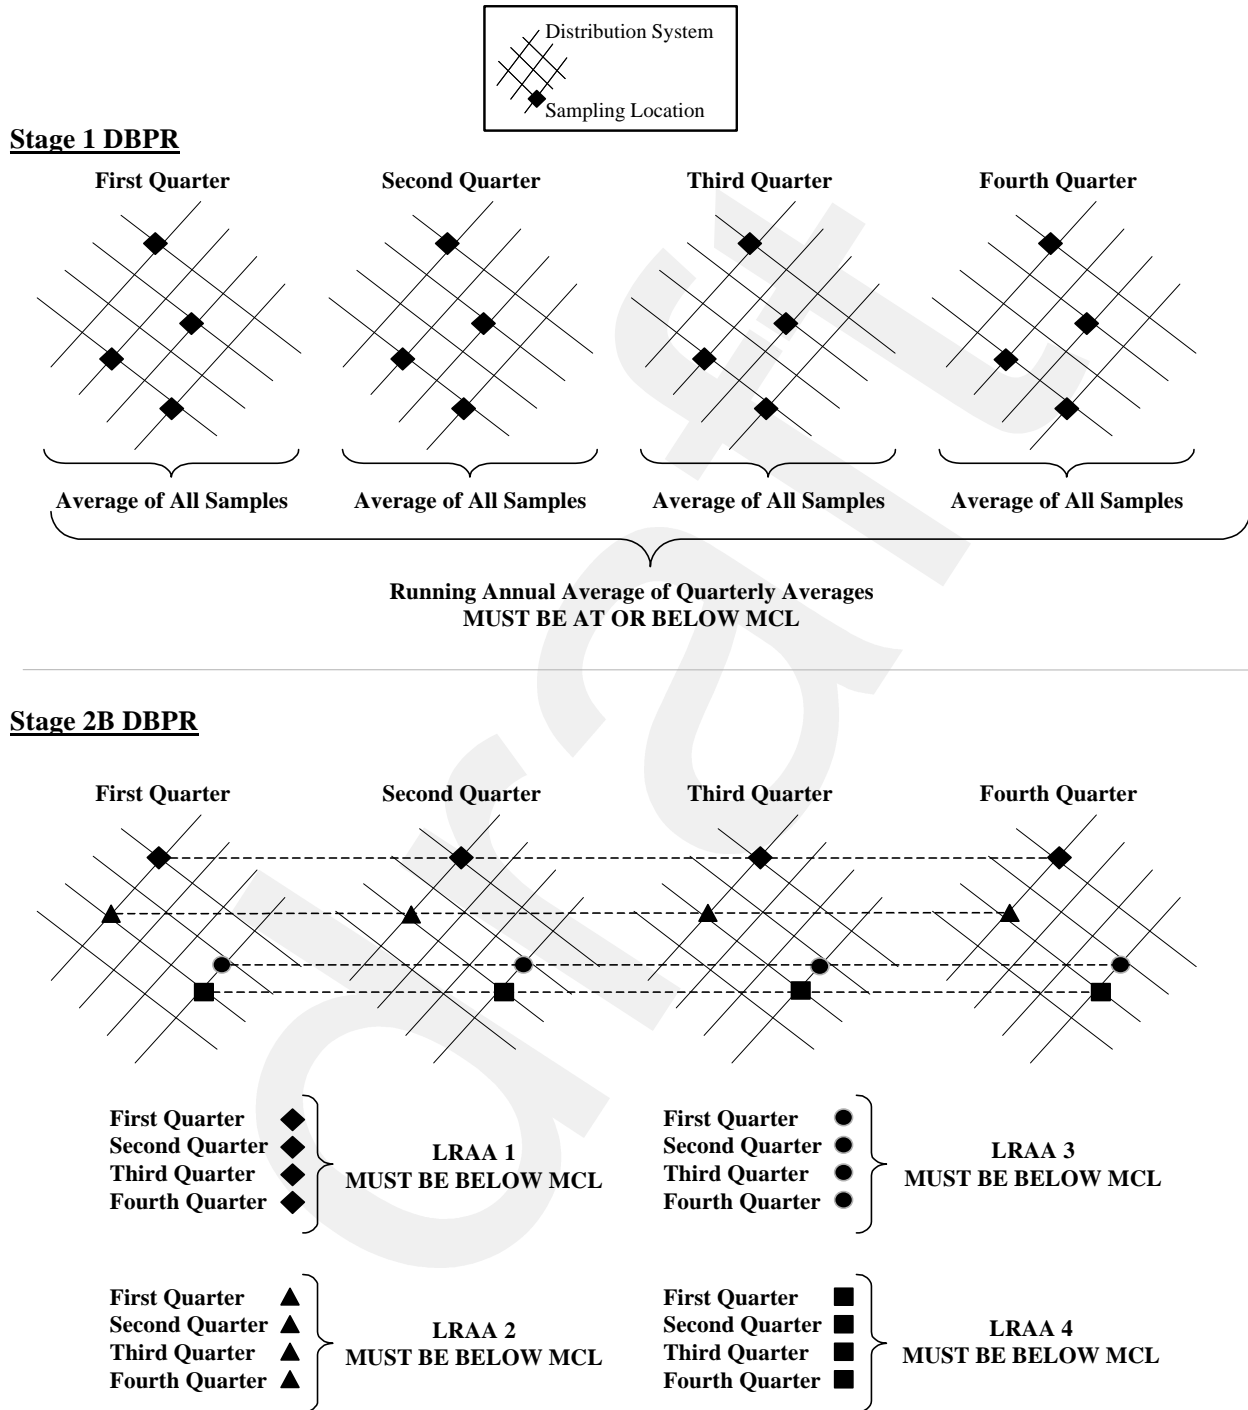 Distribution System
Sampling Location
Stage 1 DBPR
First Quarter Second Quarter Third Quarter Fourth Quarter
Average of All Samples Average of All Samples Average of All Samples Average of All Samples
Running Annual Average of Quarterly Averages
MUST BE AT OR BELOW MCL
Stage 2B DBPR
First Quarter Second Quarter Third Quarter Fourth Quarter
First Quarter
Second Quarter
Third Quarter
Fourth Quarter
LRAA 1
MUST BE BELOW MCL
First Quarter
Second Quarter
Third Quarter
Fourth Quarter
LRAA 3
MUST BE BELOW MCL
First Quarter
Second Quarter
Third Quarter
Fourth Quarter
LRAA 2
MUST BE BELOW MCL
First Quarter
Second Quarter
Third Quarter
Fourth Quarter
LRAA 4
MUST BE BELOW MCL
draft